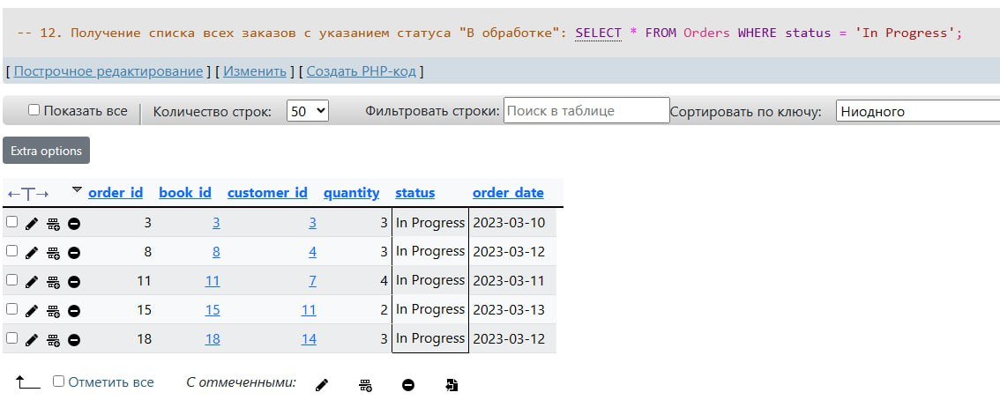 -- 12. Получение списка всех заказов с указанием статуса "В обработке": SELECT * FROM Orders WHERE status = 'In Progress';
[ Построчное редактирование ] [ Изменить ] [ Создать PHP-код ]
Показать все Количество строк: 50 Фильтровать строки: Поиск в таблице Сортировать по ключу: Ниодного
Extra options
←T→ order_id book_id customer_id quantity status order_date
3 3 3 3 In Progress 2023-03-10
8 8 4 3 In Progress 2023-03-12
11 11 7 4 In Progress 2023-03-11
15 15 11 2 In Progress 2023-03-13
18 18 14 3 In Progress 2023-03-12
Отметить все С отмеченными: